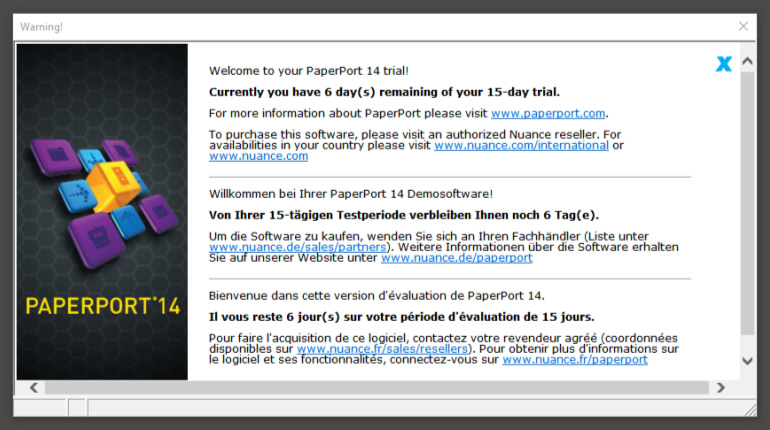 Warning!
Welcome to your PaperPort 14 trial!
Currently you have 6 day(s) remaining of your 15-day trial.
For more information about PaperPort please visit www.paperport.com.
To purchase this software, please visit an authorized Nuance reseller. For
availabilities in your country please visit www.nuance.com/international or
www.nuance.com
Willkommen bei Ihrer PaperPort 14 Demosoftware!
Von Ihrer 15-tägigen Testperiode verbleiben Ihnen noch 6 Tag(e).
Um die Software zu kaufen, wenden Sie sich an Ihren Fachhändler (Liste unter
www.nuance.de/sales/partners). Weitere Informationen über die Software erhalten
Sie auf unserer Website unter www.nuance.de/paperport
Bienvenue dans cette version d'évaluation de PaperPort 14.
Il vous reste 6 jour(s) sur votre période d'évaluation de 15 jours.
Pour faire l'acquisition de ce logiciel, contactez votre revendeur agréé (coordonnées
disponibles sur www.nuance.fr/sales/resellers). Pour obtenir plus d'informations sur
le logiciel et ses fonctionnalités, connectez-vous sur www.nuance.fr/paperport
PAPERPORT®14